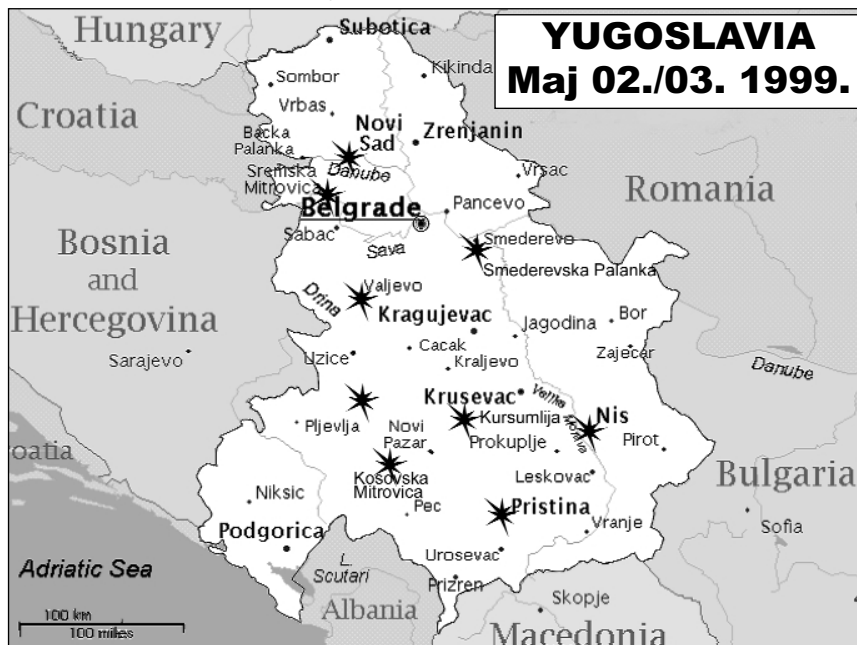 YUGOSLAVIA
Maj 02./03. 1999.
Hungary
Subotica
Kikinda
Sombor
Vrbas
Croatia
Novi
Sad
Zrenjanin
Backa
Palanka
Sremska
Mitrovica
Danube
Vrsac
Romania
Belgrade
Pancevo
Sabac
Sava
Smederevo
Smederevska Palanka
Bosnia
and
Hercegovina
Drina
Valjevo
Kragujevac
Jagodina
Bor
Sarajevo
Uzice
Cacak
Kraljevo
Zajecar
Danube
Krusevac
Velika
Morava
Nis
Pljevlja
Novi
Pazar
Kursumlija
Prokuplje
Pirot
oatia
Kosovska
Mitrovica
Leskovac
Bulgaria
Niksic
Pec
Pristina
Vranje
Sofia
Podgorica
Urosevac
Adriatic Sea
L.
Scutari
Prizren
Albania
Skopje
Macedonia
100 km
100 miles